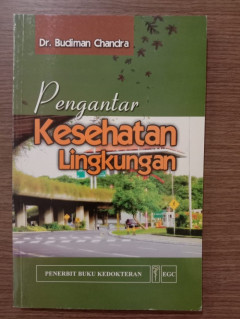 Dr. Budiman Chandra
Pengantar
Kesehatan
Lingkungan
PENERBIT BUKU KEDOKTERAN EGC